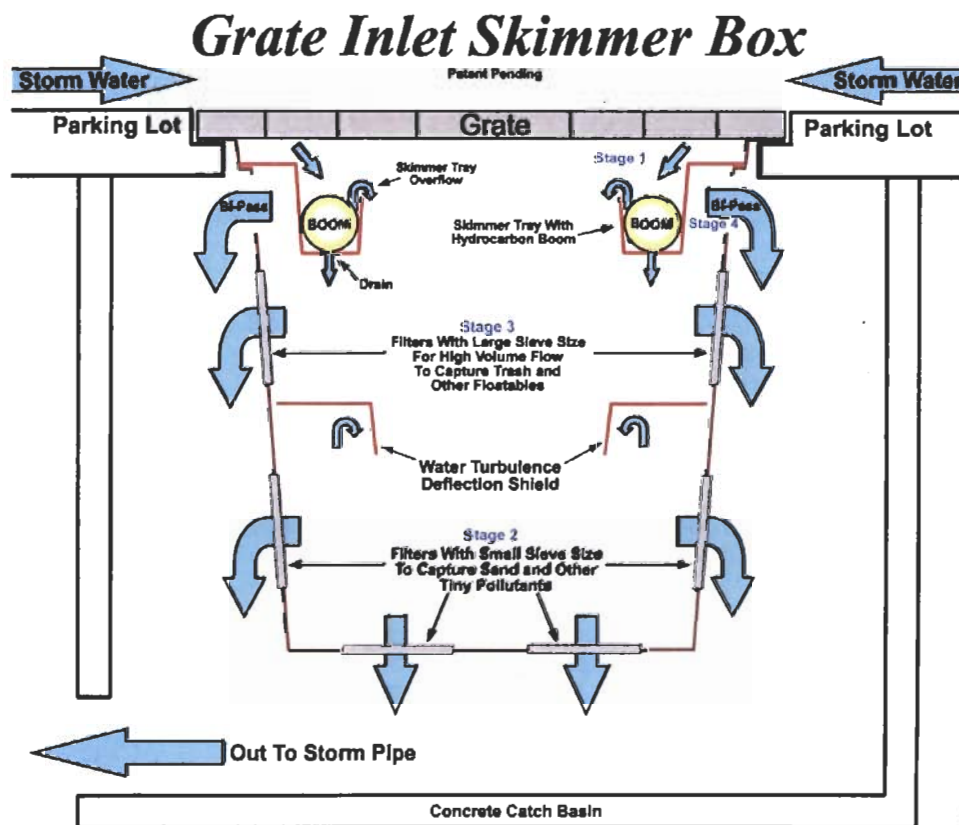 Grate Inlet Skimmer Box
Patent Pending
Storm Water
Storm Water
Parking Lot
Grate
Parking Lot
Stage 1
Skimmer Tray
Overflow
Bi-Pass
BOOM
Skimmer Tray With
Hydrocarbon Boom
BOOM
Bi-Pass
Stage 4
Drain
Stage 3
Filters With Large Sieve Size
For High Volume Flow
To Capture Trash and
Other Floatables
Water Turbulence
Deflection Shield
Stage 2
Filters With Small Sieve Size
To Capture Sand and Other
Tiny Pollutants
Out To Storm Pipe
Concrete Catch Basin